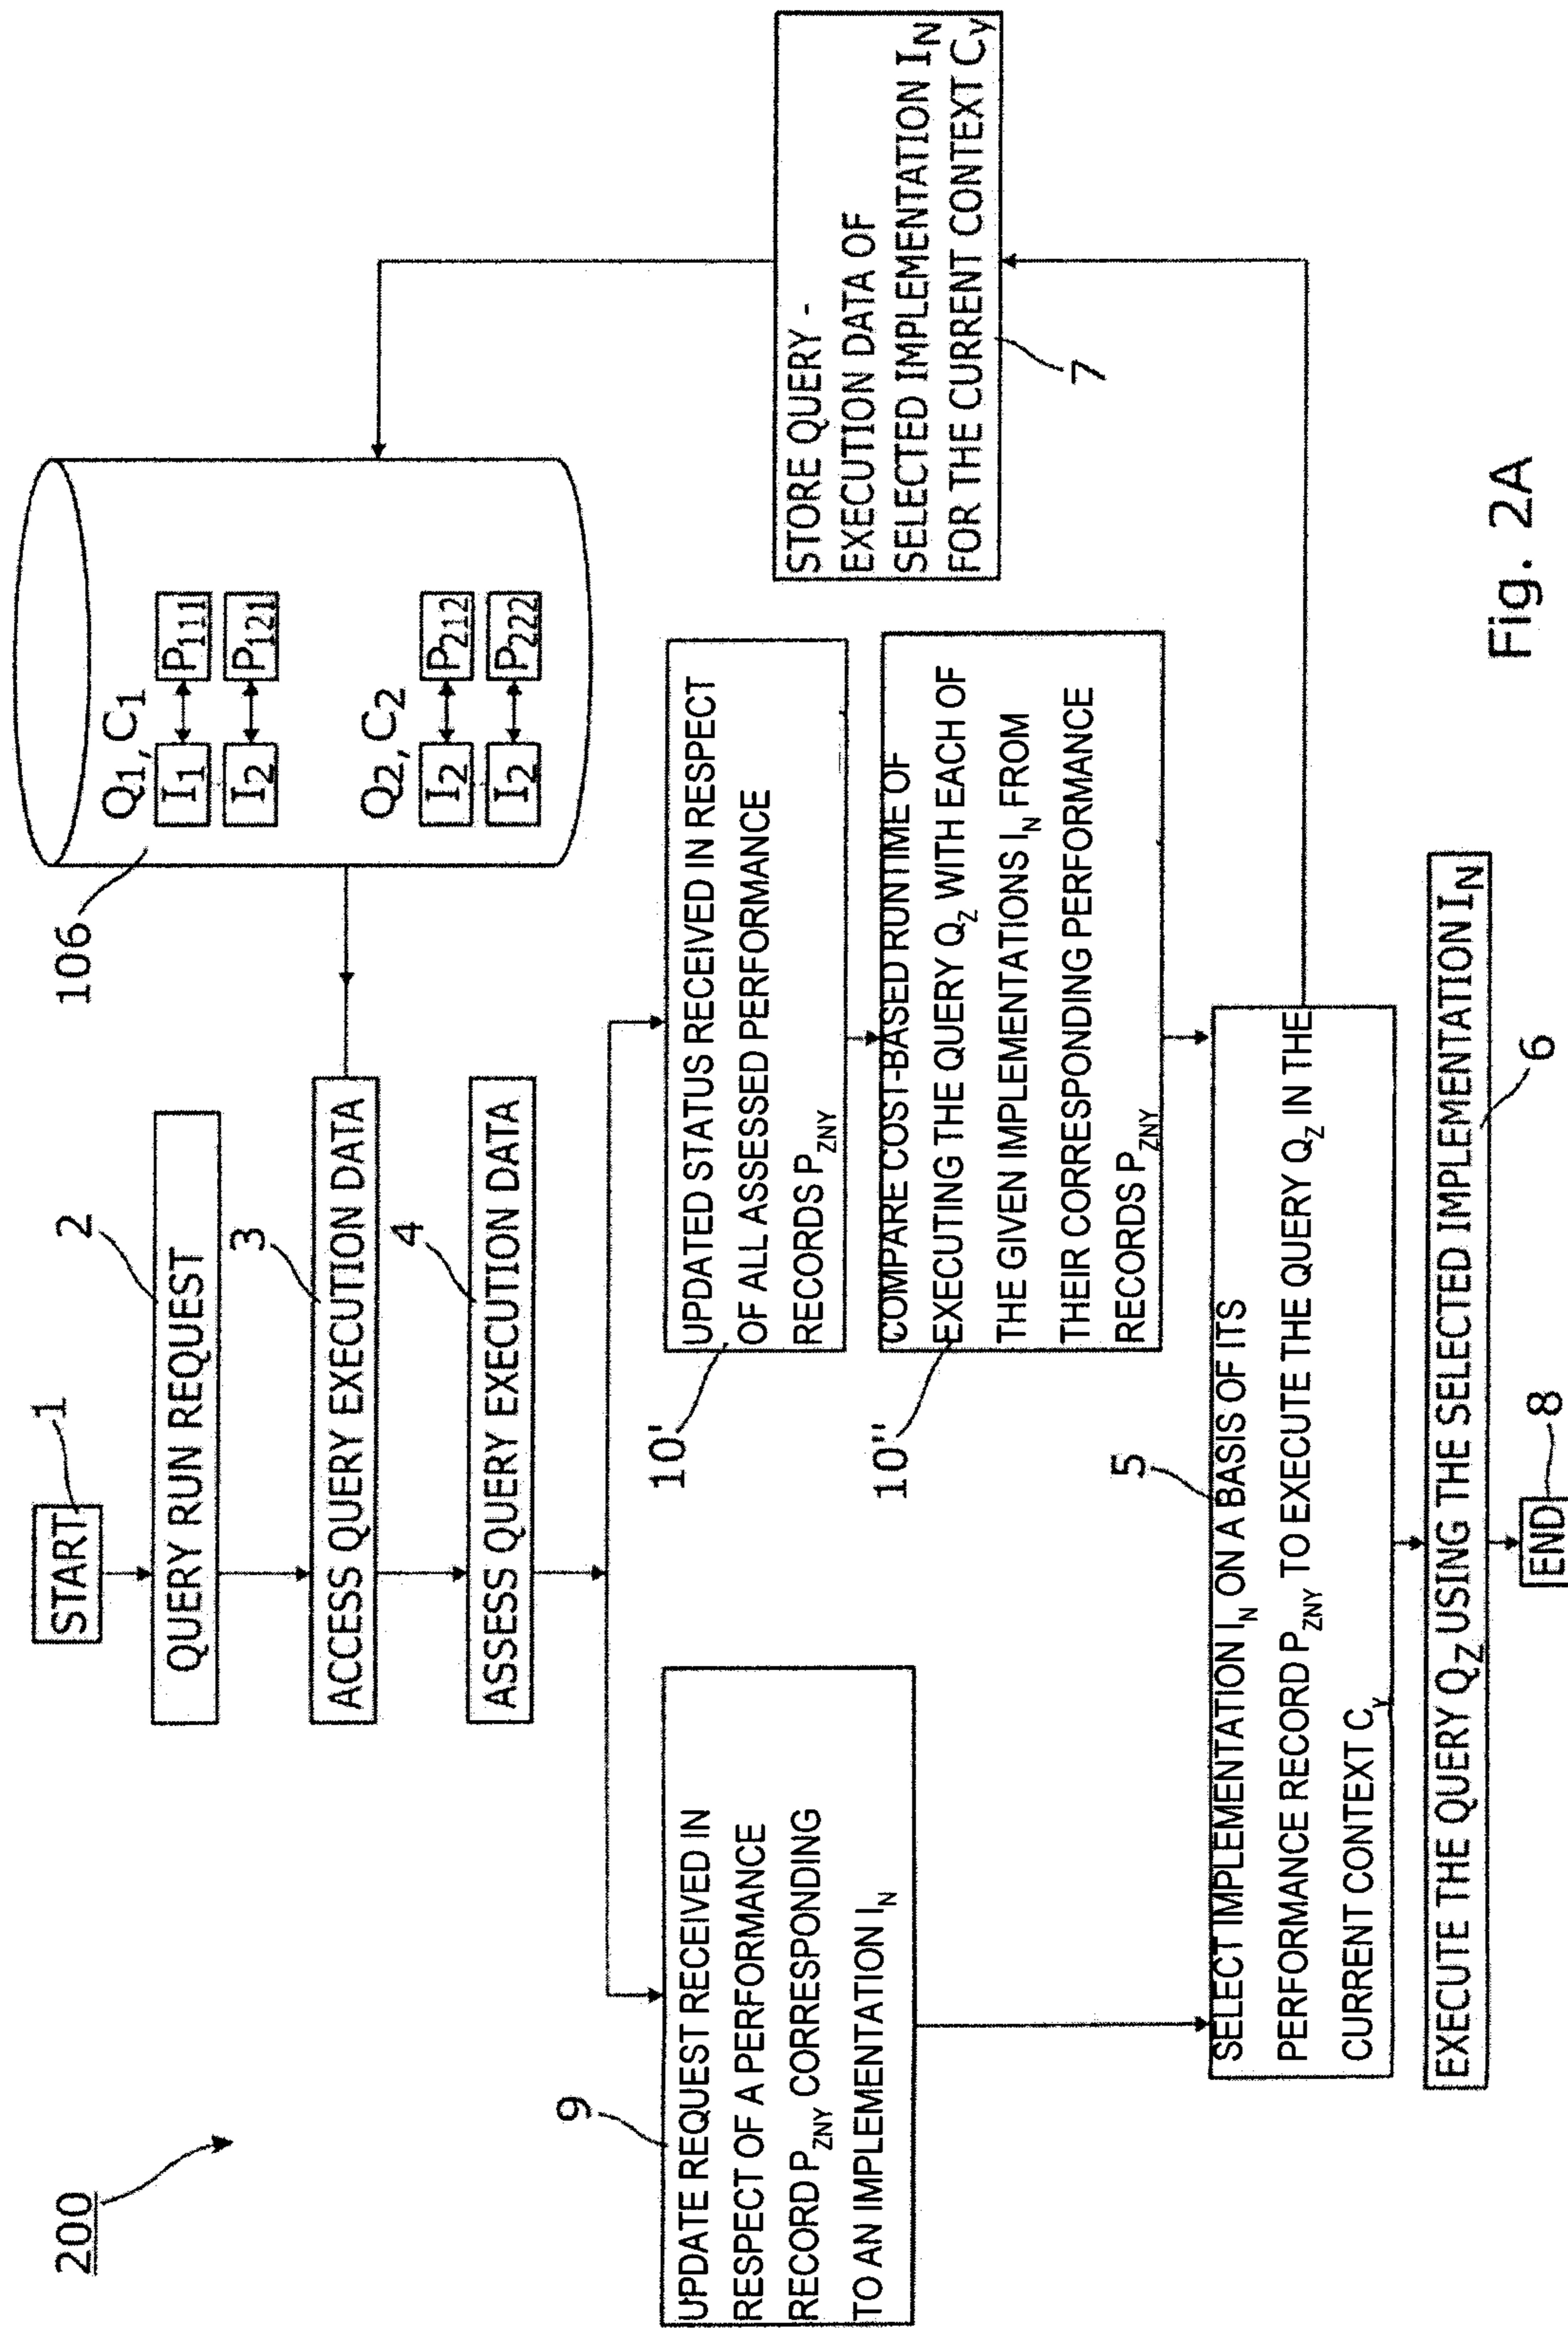 200
START
1
QUERY RUN REQUEST
2
ACCESS QUERY EXECUTION DATA
3
ASSESS QUERY EXECUTION DATA
4
106
Q1, C1
I1
P111
I2
P121
Q2, C2
I2
P212
I2
P222
UPDATE REQUEST RECEIVED IN
RESPECT OF A PERFORMANCE
RECORD PZNY CORRESPONDING
TO AN IMPLEMENTATION IN
9
UPDATED STATUS RECEIVED IN RESPECT
OF ALL ASSESSED PERFORMANCE
RECORDS PZNY
10'
COMPARE COST-BASED RUNTIME OF
EXECUTING THE QUERY QZ WITH EACH OF
THE GIVEN IMPLEMENTATIONS IN FROM
THEIR CORRESPONDING PERFORMANCE
RECORDS PZNY
10''
STORE QUERY -
EXECUTION DATA OF
SELECTED IMPLEMENTATION IN
FOR THE CURRENT CONTEXT Cy
7
5
SELECT IMPLEMENTATION IN ON A BASIS OF ITS
PERFORMANCE RECORD PZNY TO EXECUTE THE QUERY QZ IN THE
CURRENT CONTEXT CY
EXECUTE THE QUERY QZ USING THE SELECTED IMPLEMENTATION IN
6
END
8
Fig. 2A